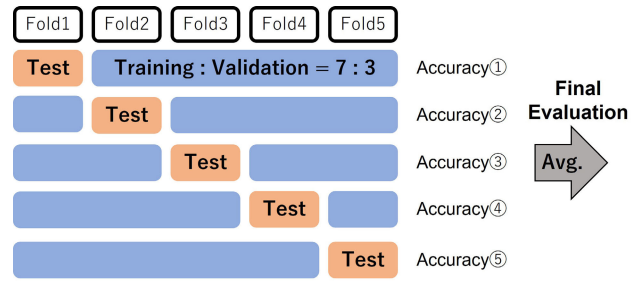 Fold1 Fold2 Fold3 Fold4 Fold5
Test Training : Validation = 7 : 3 Accuracy①
Test Accuracy②
Test Accuracy③
Test Accuracy④
Test Accuracy⑤
Final
Evaluation
Avg.